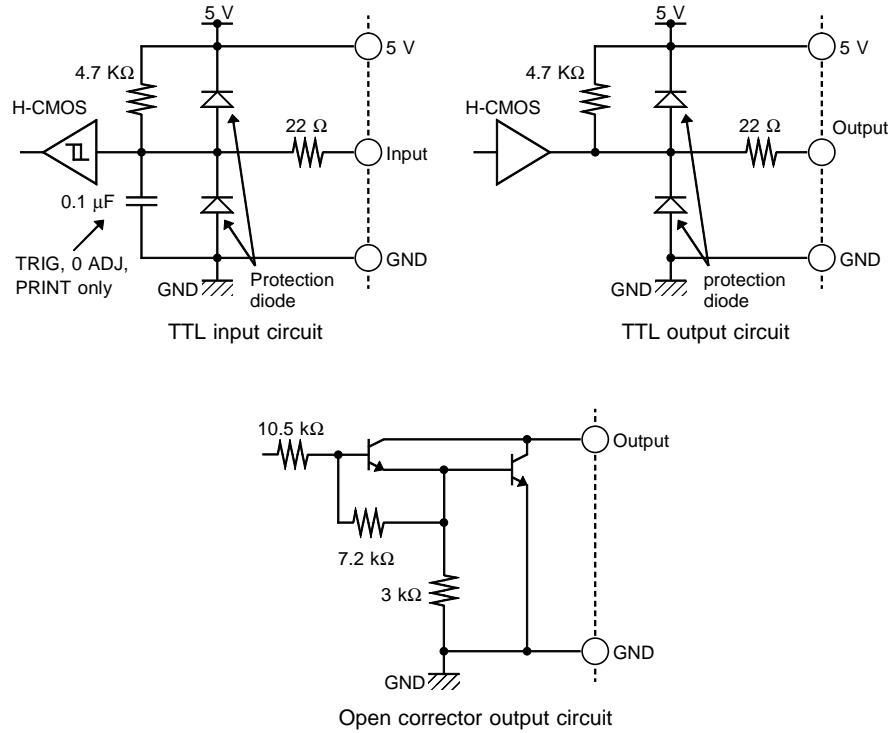 5 V
5 V
4.7 KΩ
H-CMOS
22 Ω
Input
0.1 μF
TRIG, 0 ADJ,
PRINT only
GND
Protection
diode
GND
TTL input circuit
5 V
5 V
4.7 KΩ
H-CMOS
22 Ω
Output
GND
protection
diode
GND
TTL output circuit
10.5 kΩ
Output
7.2 kΩ
3 kΩ
GND
GND
Open corrector output circuit